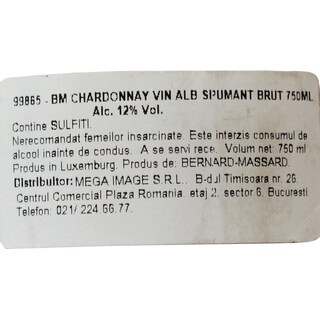 99865 - BM CHARDONNAY VIN ALB SPUMANT BRUT 750ML
Alc. 12% Vol.
Contine SULFITI.
Nerecomandat femeilor insarcinate. Este interzis consumul de
alcool inainte de condus. A se servi rece. Volum net: 750 ml
Produs in Luxemburg. Produs de: BERNARD-MASSARD.
Distribuitor: MEGA IMAGE S.R.L.. B-dul Timisoara nr. 26.
Centrul Comercial Plaza Romania. etaj 2. sector 6. Bucuresti.
Telefon: 021/ 224.66.77.